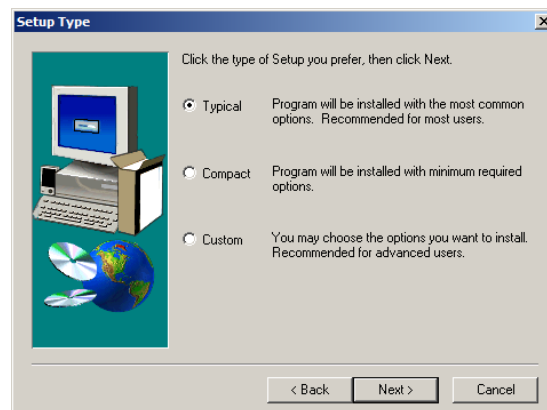 Setup Type
Click the type of Setup you prefer, then click Next.
Typical
Program will be installed with the most common
options. Recommended for most users.
Compact
Program will be installed with minimum required
options.
Custom
You may choose the options you want to install.
Recommended for advanced users.
< Back
Next >
Cancel